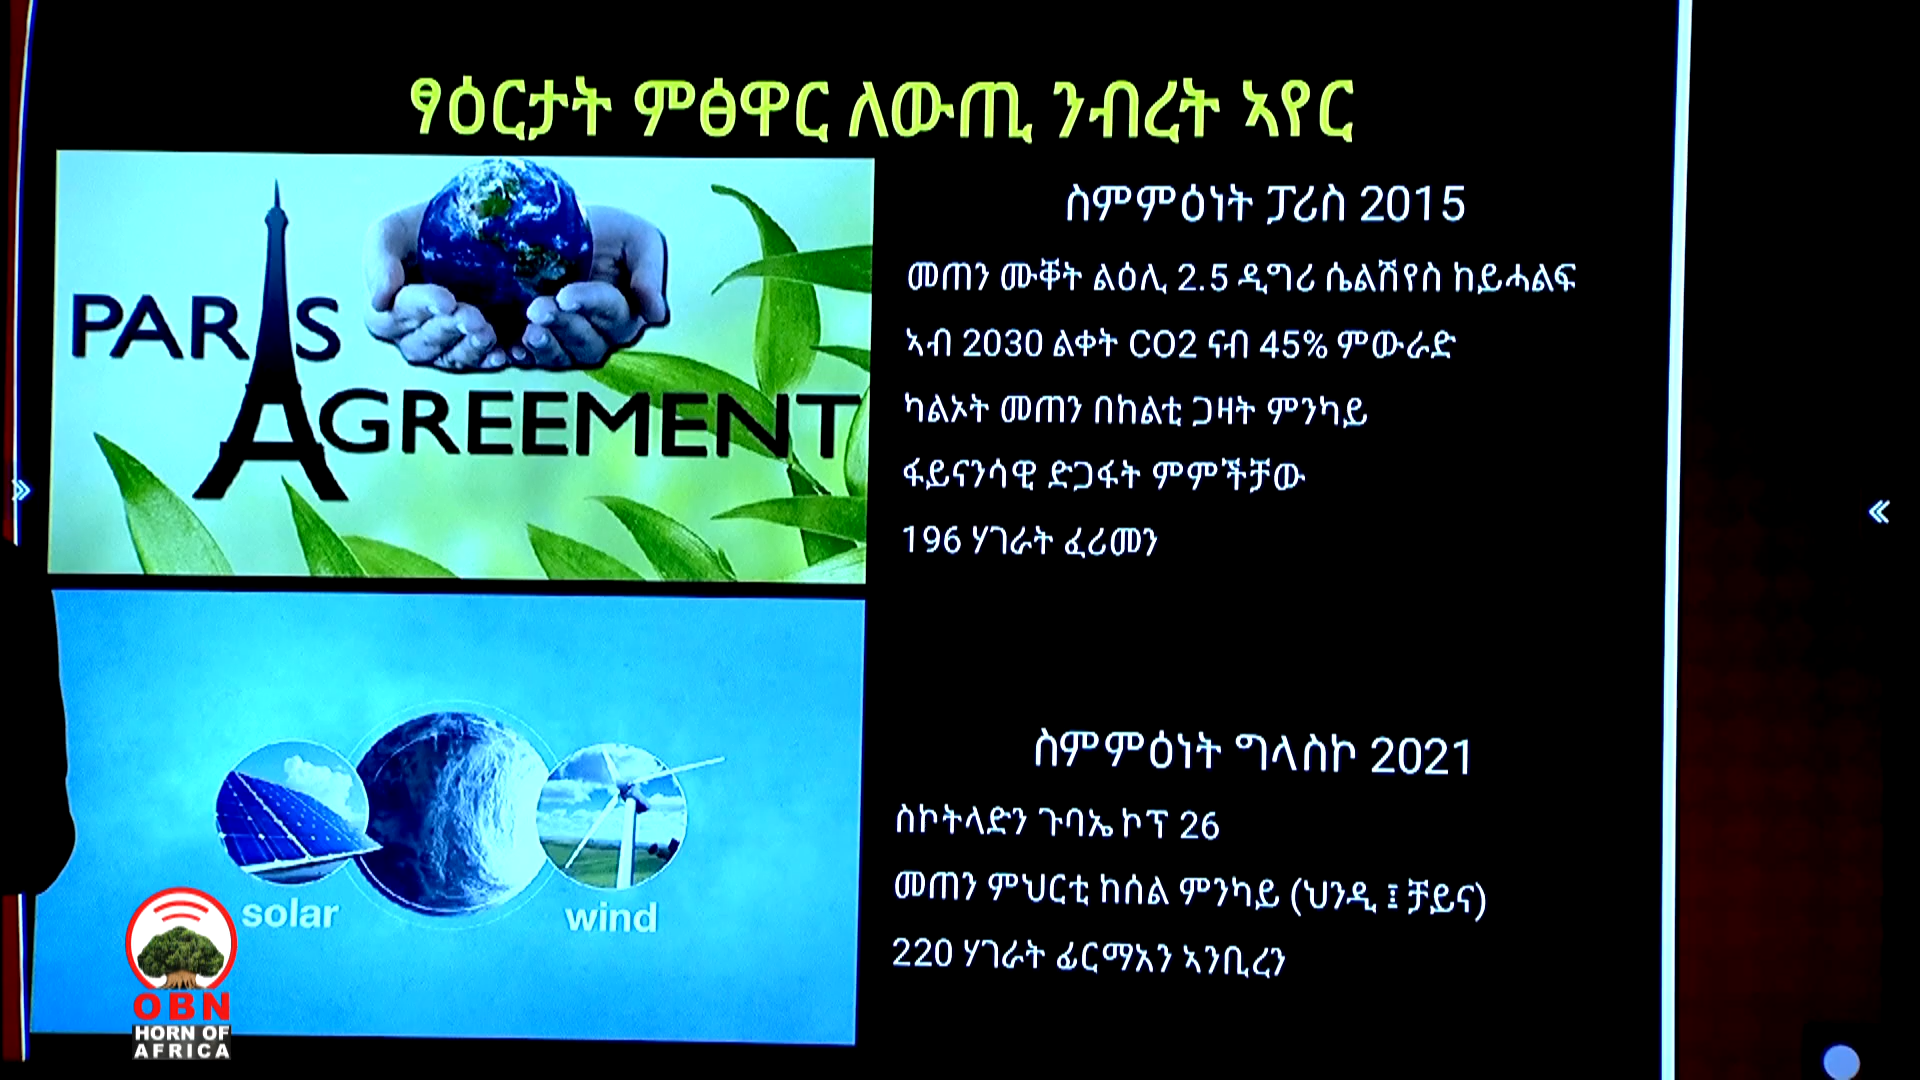 ፃዕርታት ምፅዋር ለውጢ ንብረት ኣየር
PARIS
AGREEMENT
ስምምዕነት ፓሪስ 2015
መጠን ሙቐት ልዕሊ 2.5 ዲግሪ ሴልሽየስ ከይሓልፍ
ኣብ 2030 ልቀት CO2 ናብ 45% ምውራድ
ካልኦት መጠን በከልቲ ጋዛት ምንካይ
ፋይናንሳዊ ድጋፋት ምምችቻው
196 ሃገራት ፈሪመን
solar
wind
ስምምዕነት ግላስኮ 2021
ስኮትላድን ጉባኤ ኮፕ 26
መጠን ምህርቲ ከሰል ምንካይ (ህንዲ ፤ ቻይና)
220 ሃገራት ፊርማአን ኣንቢረን
OBN
HORN OF
AFRICA